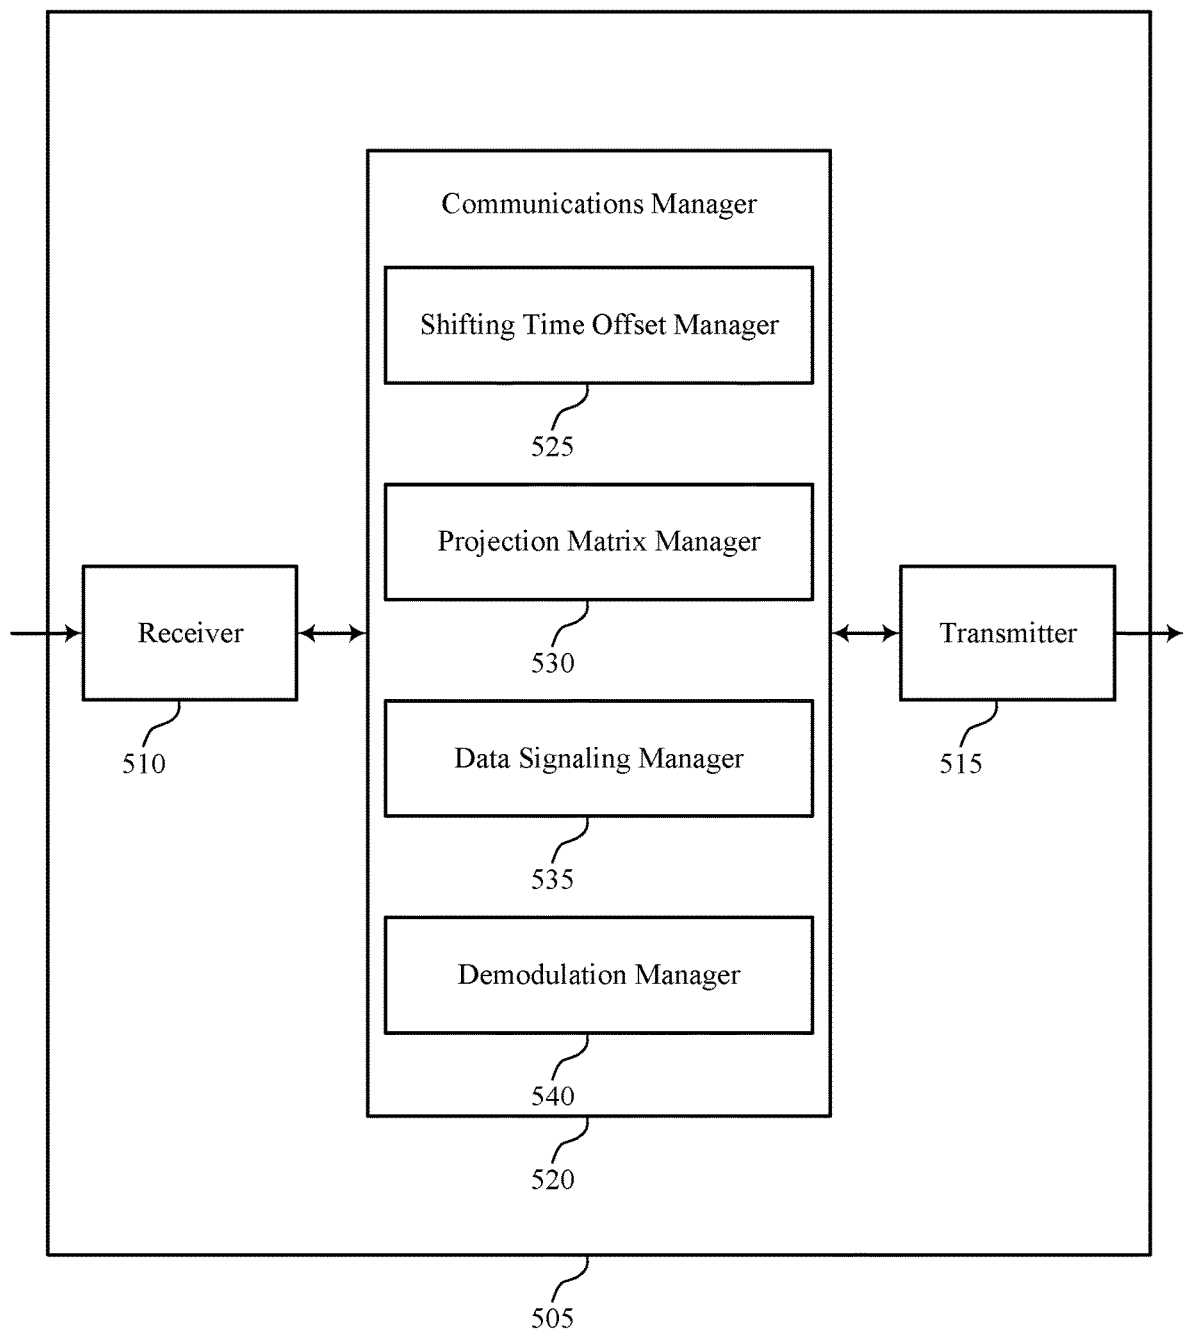 Communications Manager
Shifting Time Offset Manager
525
Projection Matrix Manager
530
Receiver
510
Transmitter
515
Data Signaling Manager
535
Demodulation Manager
540
520
505